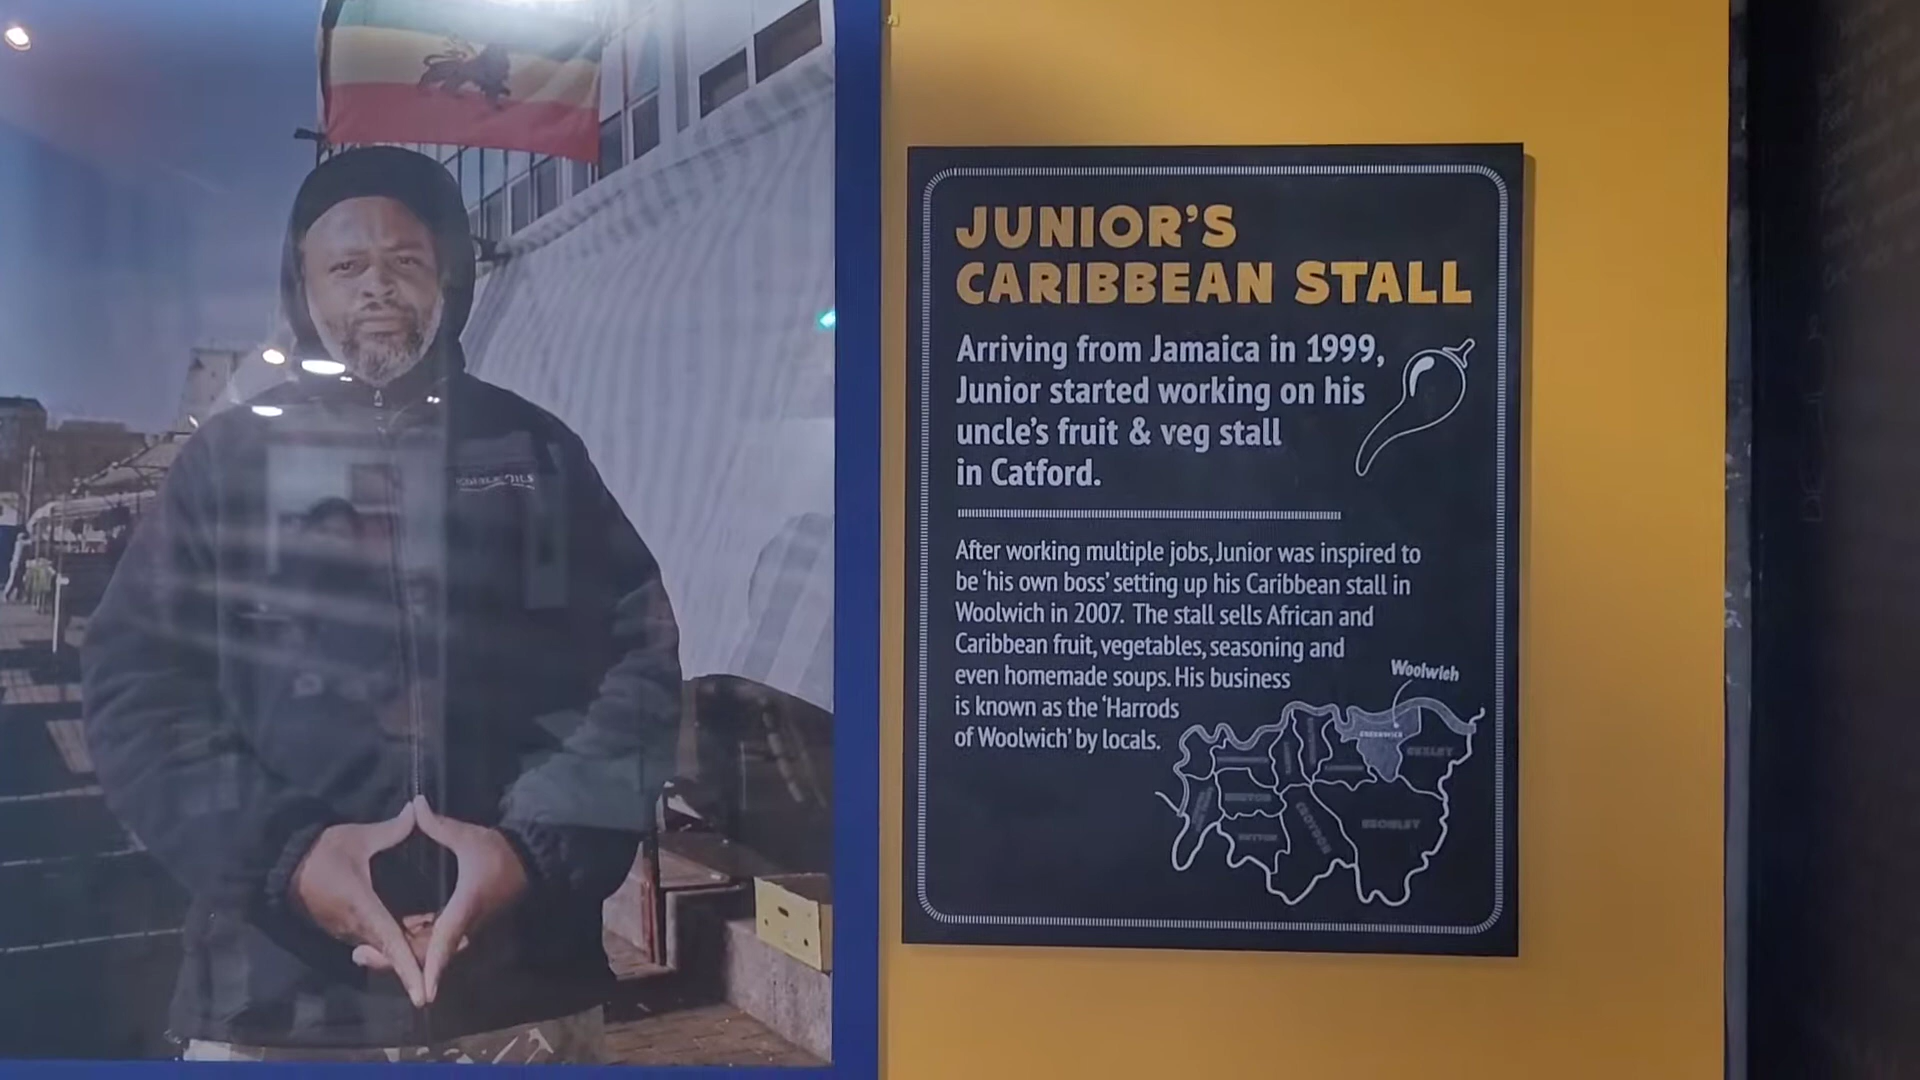 JUNIOR'S
CARIBBEAN STALL
Arriving from Jamaica in 1999,
Junior started working on his
uncle's fruit & veg stall
in Catford.
After working multiple jobs, Junior was inspired to
be 'his own boss' setting up his Caribbean stall in
Woolwich in 2007. The stall sells African and
Caribbean fruit, vegetables, seasoning and
even homemade soups. His business
is known as the 'Harrods
of Woolwich' by locals.
Woolwich
GREENWICH
BEXLEY
MERTON
SUTTON
CROYDON
BROMLEY